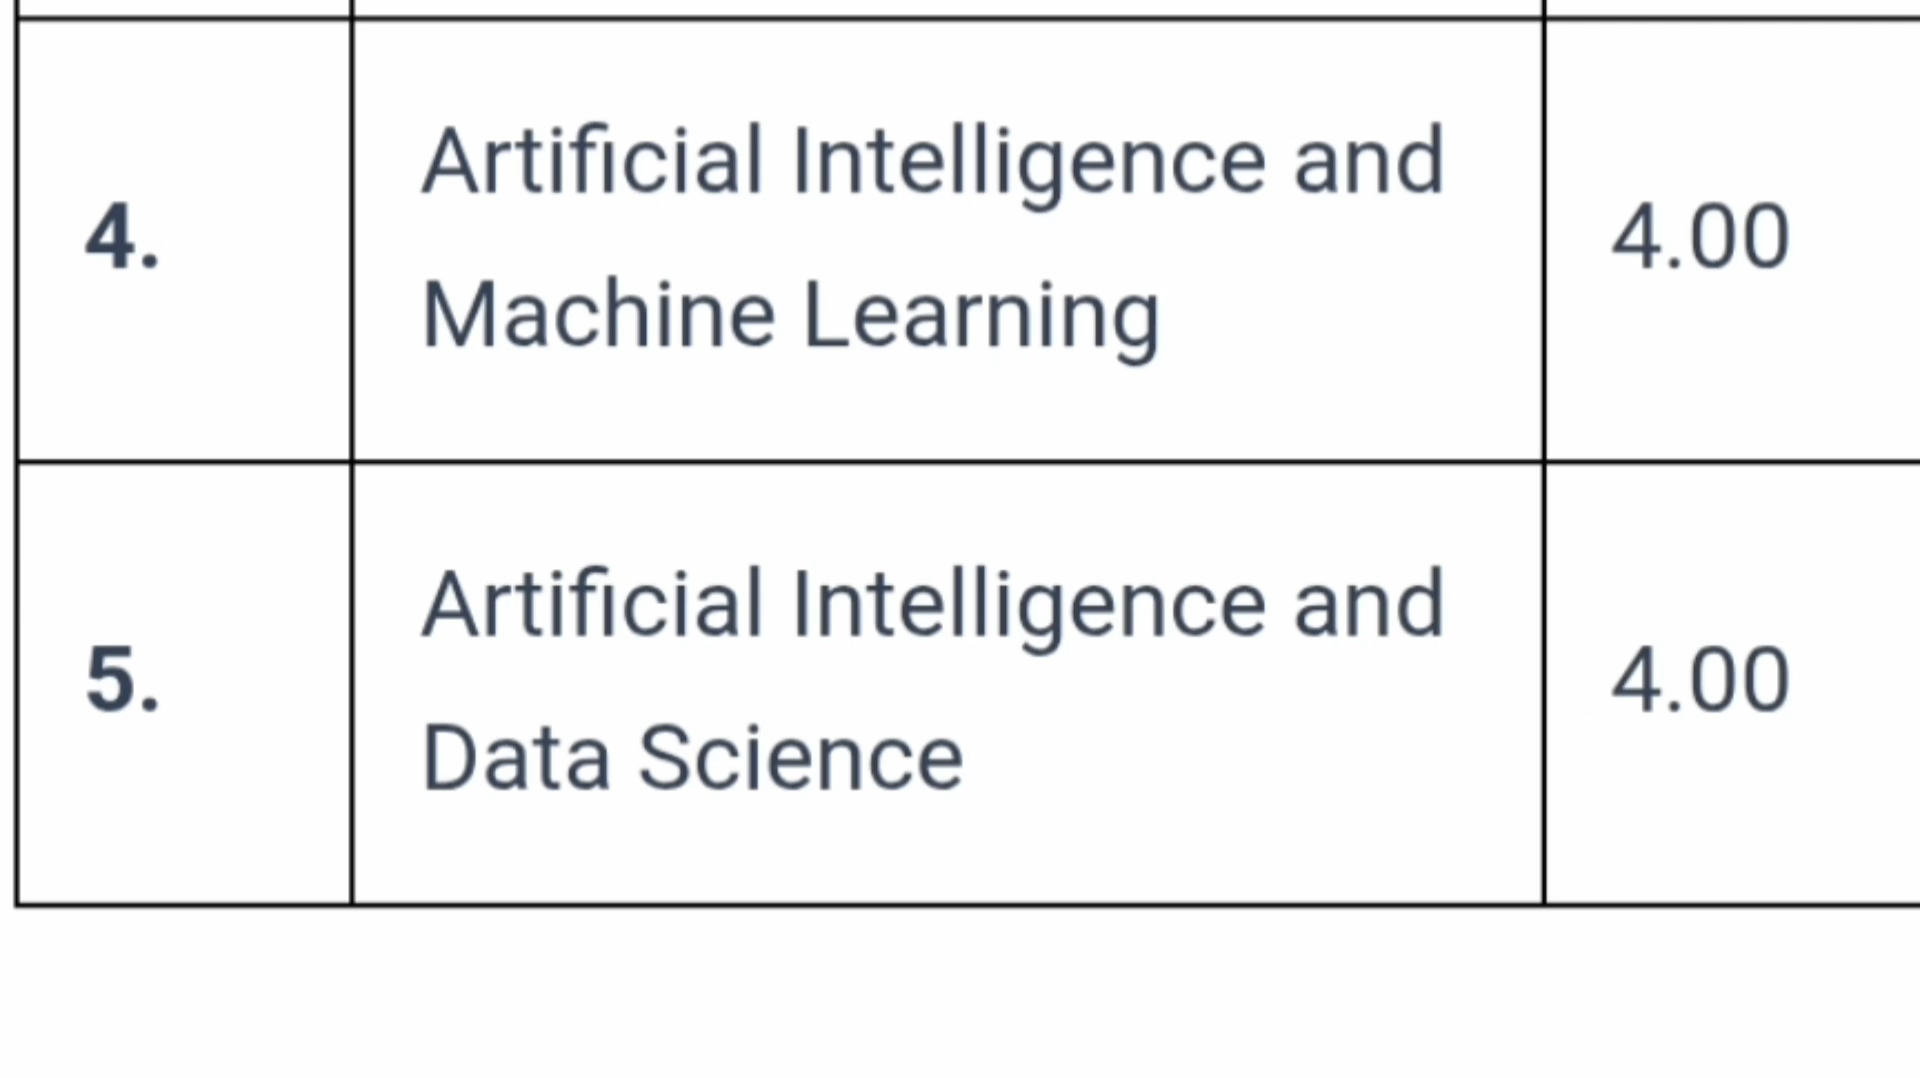 4.
Artificial Intelligence and
Machine Learning
4.00
5.
Artificial Intelligence and
Data Science
4.00